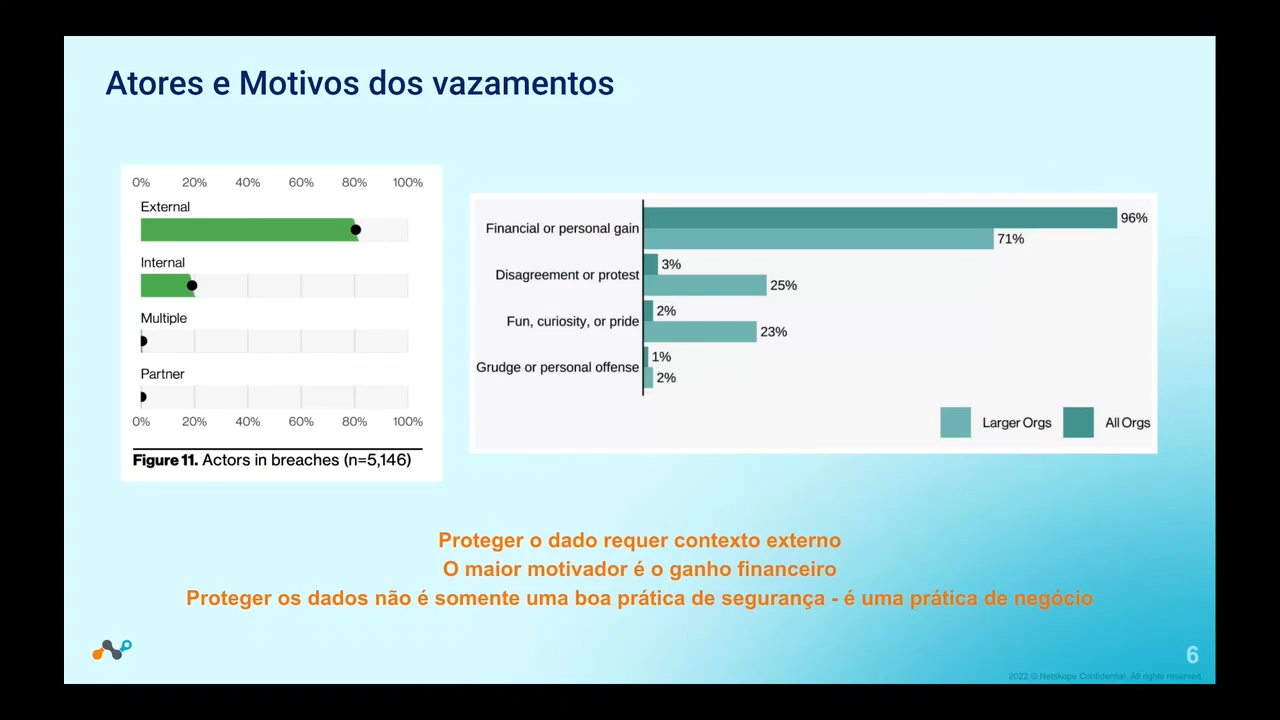 Atores e Motivos dos vazamentos
0% 20% 40% 60% 80% 100%
External
Internal
Multiple
Partner
0% 20% 40% 60% 80% 100%
Figure 11. Actors in breaches (n=5,146)
Financial or personal gain 96%
71%
Disagreement or protest 3%
25%
Fun, curiosity, or pride 2%
23%
Grudge or personal offense 1%
2%
Larger Orgs All Orgs
Proteger o dado requer contexto externo
O maior motivador é o ganho financeiro
Proteger os dados não é somente uma boa prática de segurança - é uma prática de negócio
6
2022 © Netskope Confidential. All rights reserved.